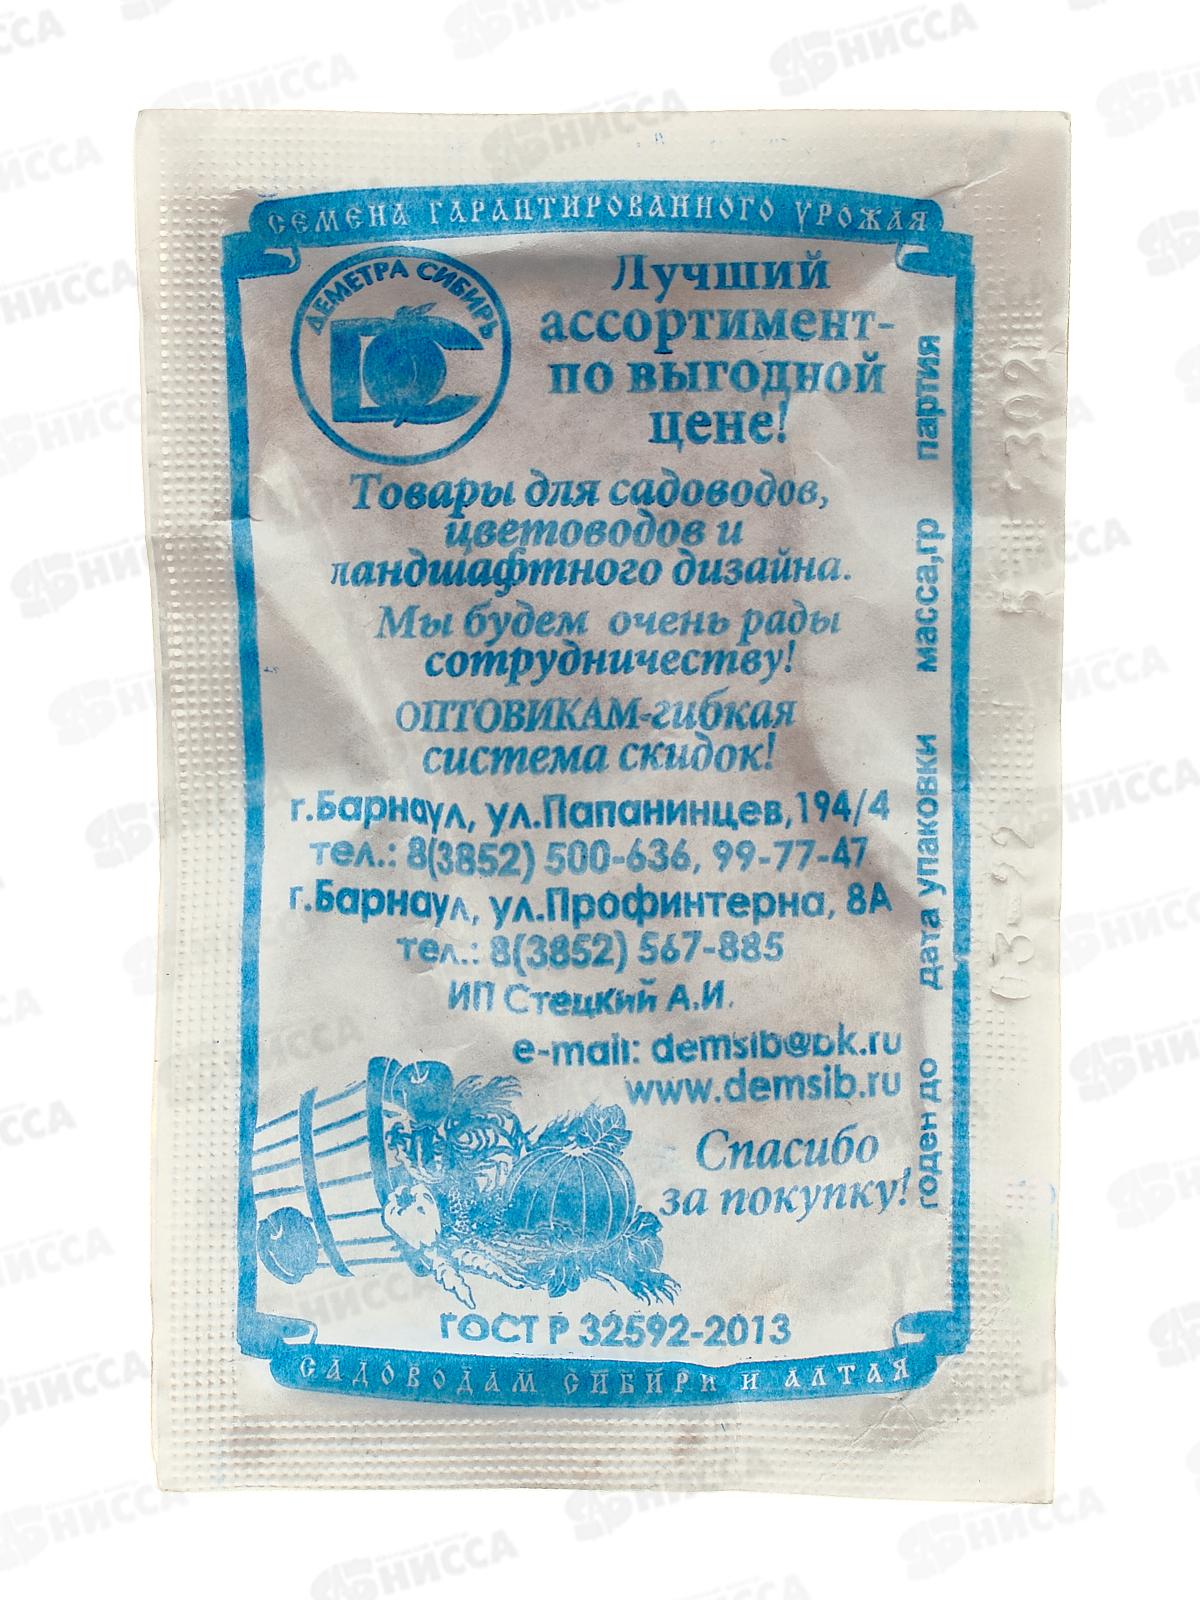 СЕМЕНА ГАРАНТИРОВАННОГО УРОЖАЯ
ДЕМЕТРА СИБИРЬ
ДС
Лучший
ассортимент-
по выгодной
цене!
Товары для садоводов,
цветоводов и
ландшафтного дизайна.
Мы будем очень рады
сотрудничеству!
ОПТОВИКАМ-гибкая
система скидок!
г.Барнаул, ул.Папанинцев,194/4
тел.: 8(3852) 500-636, 99-77-47
г.Барнаул, ул.Профинтерна, 8А
тел.: 8(3852) 567-885
ИП Стецкий А.И.
e-mail: demsib@bk.ru
www.demsib.ru
Спасибо
за покупку!
ГОСТ Р 32592-2013
САДОВОДАМ СИБИРИ И АЛТАЯ
годен до дата упаковки масса,гр партия
НИССА